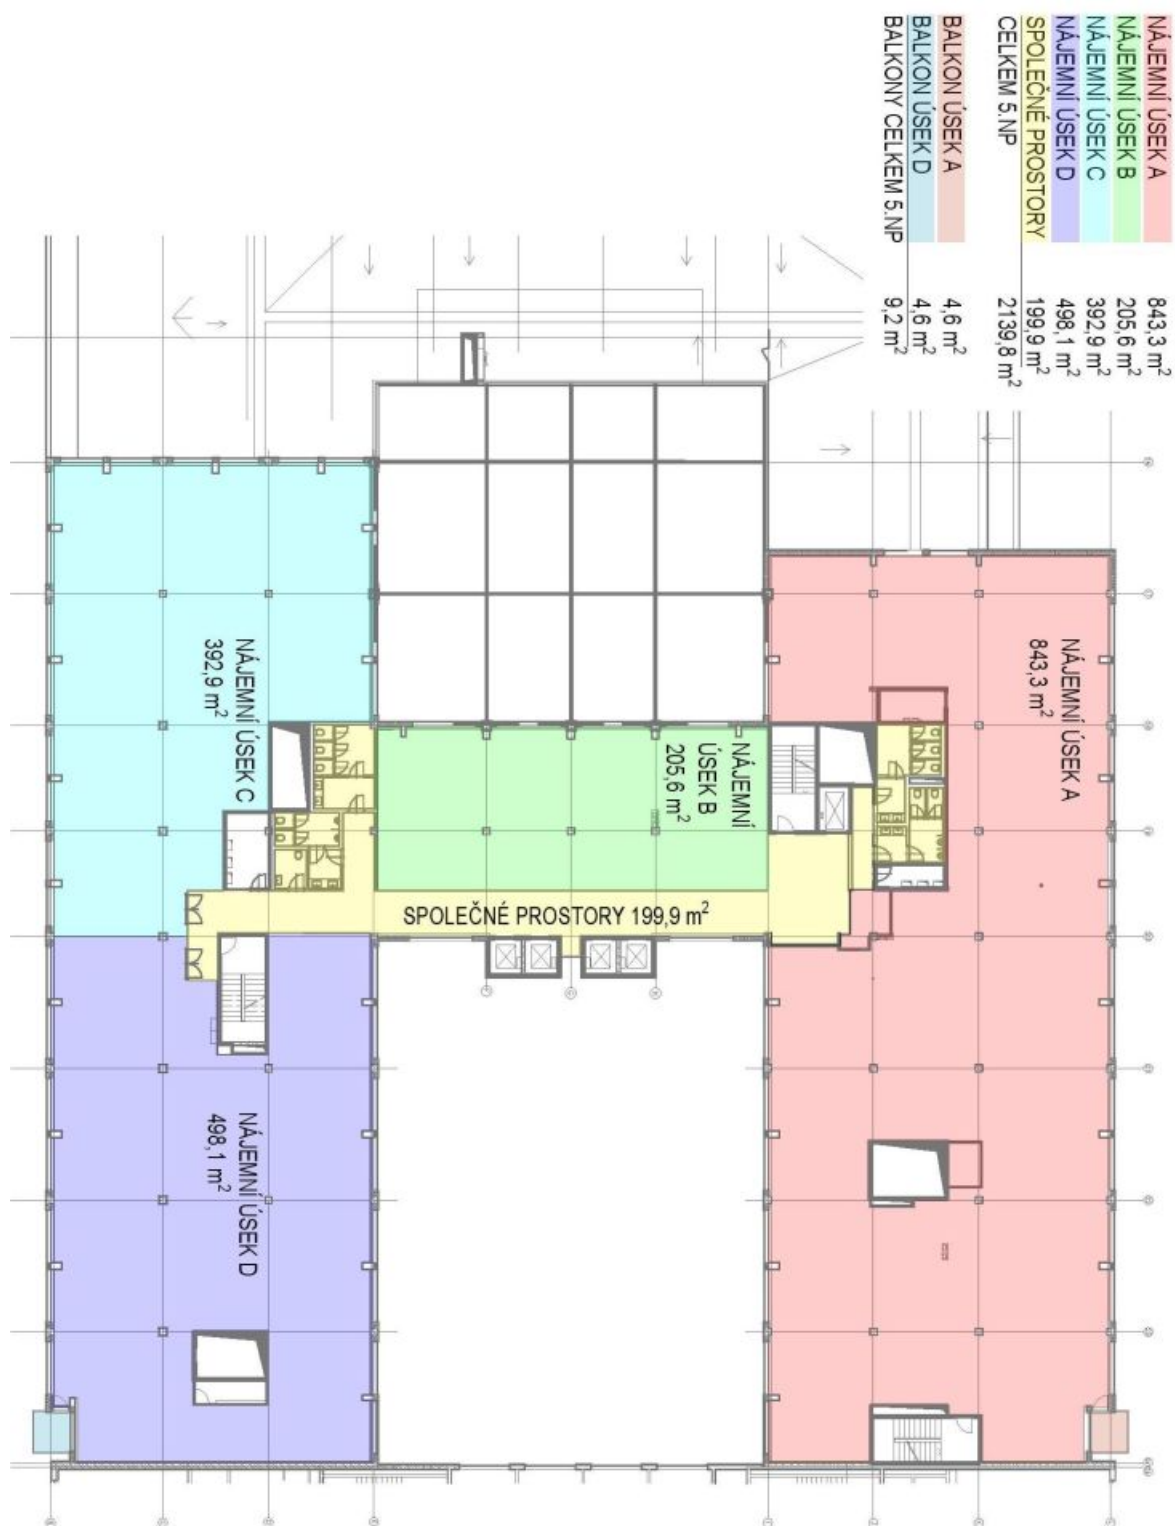 NÁJEMNÍ ÚSEK A 843,3 m²
NÁJEMNÍ ÚSEK B 205,6 m²
NÁJEMNÍ ÚSEK C 392,9 m²
NÁJEMNÍ ÚSEK D 498,1 m²
SPOLEČNÉ PROSTORY 199,9 m²
CELKEM 5.NP 2139,8 m²
BALKON ÚSEK A 4,6 m²
BALKON ÚSEK D 4,6 m²
BALKONY CELKEM 5.NP 9,2 m²
NÁJEMNÍ ÚSEK A
843,3 m²
NÁJEMNÍ
ÚSEK B
205,6 m²
NÁJEMNÍ ÚSEK C
392,9 m²
SPOLEČNÉ PROSTORY 199,9 m²
NÁJEMNÍ ÚSEK D
498,1 m²